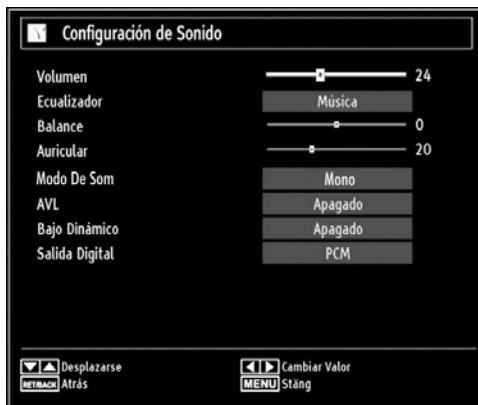 Configuración de Sonido
Volumen 24
Ecualizador Música
Balance 0
Auricular 20
Modo De Som Mono
AVL Apagado
Bajo Dinámico Apagado
Salida Digital PCM
Desplazarse Cambiar Valor
RET/BACK Atrás MENU Stäng